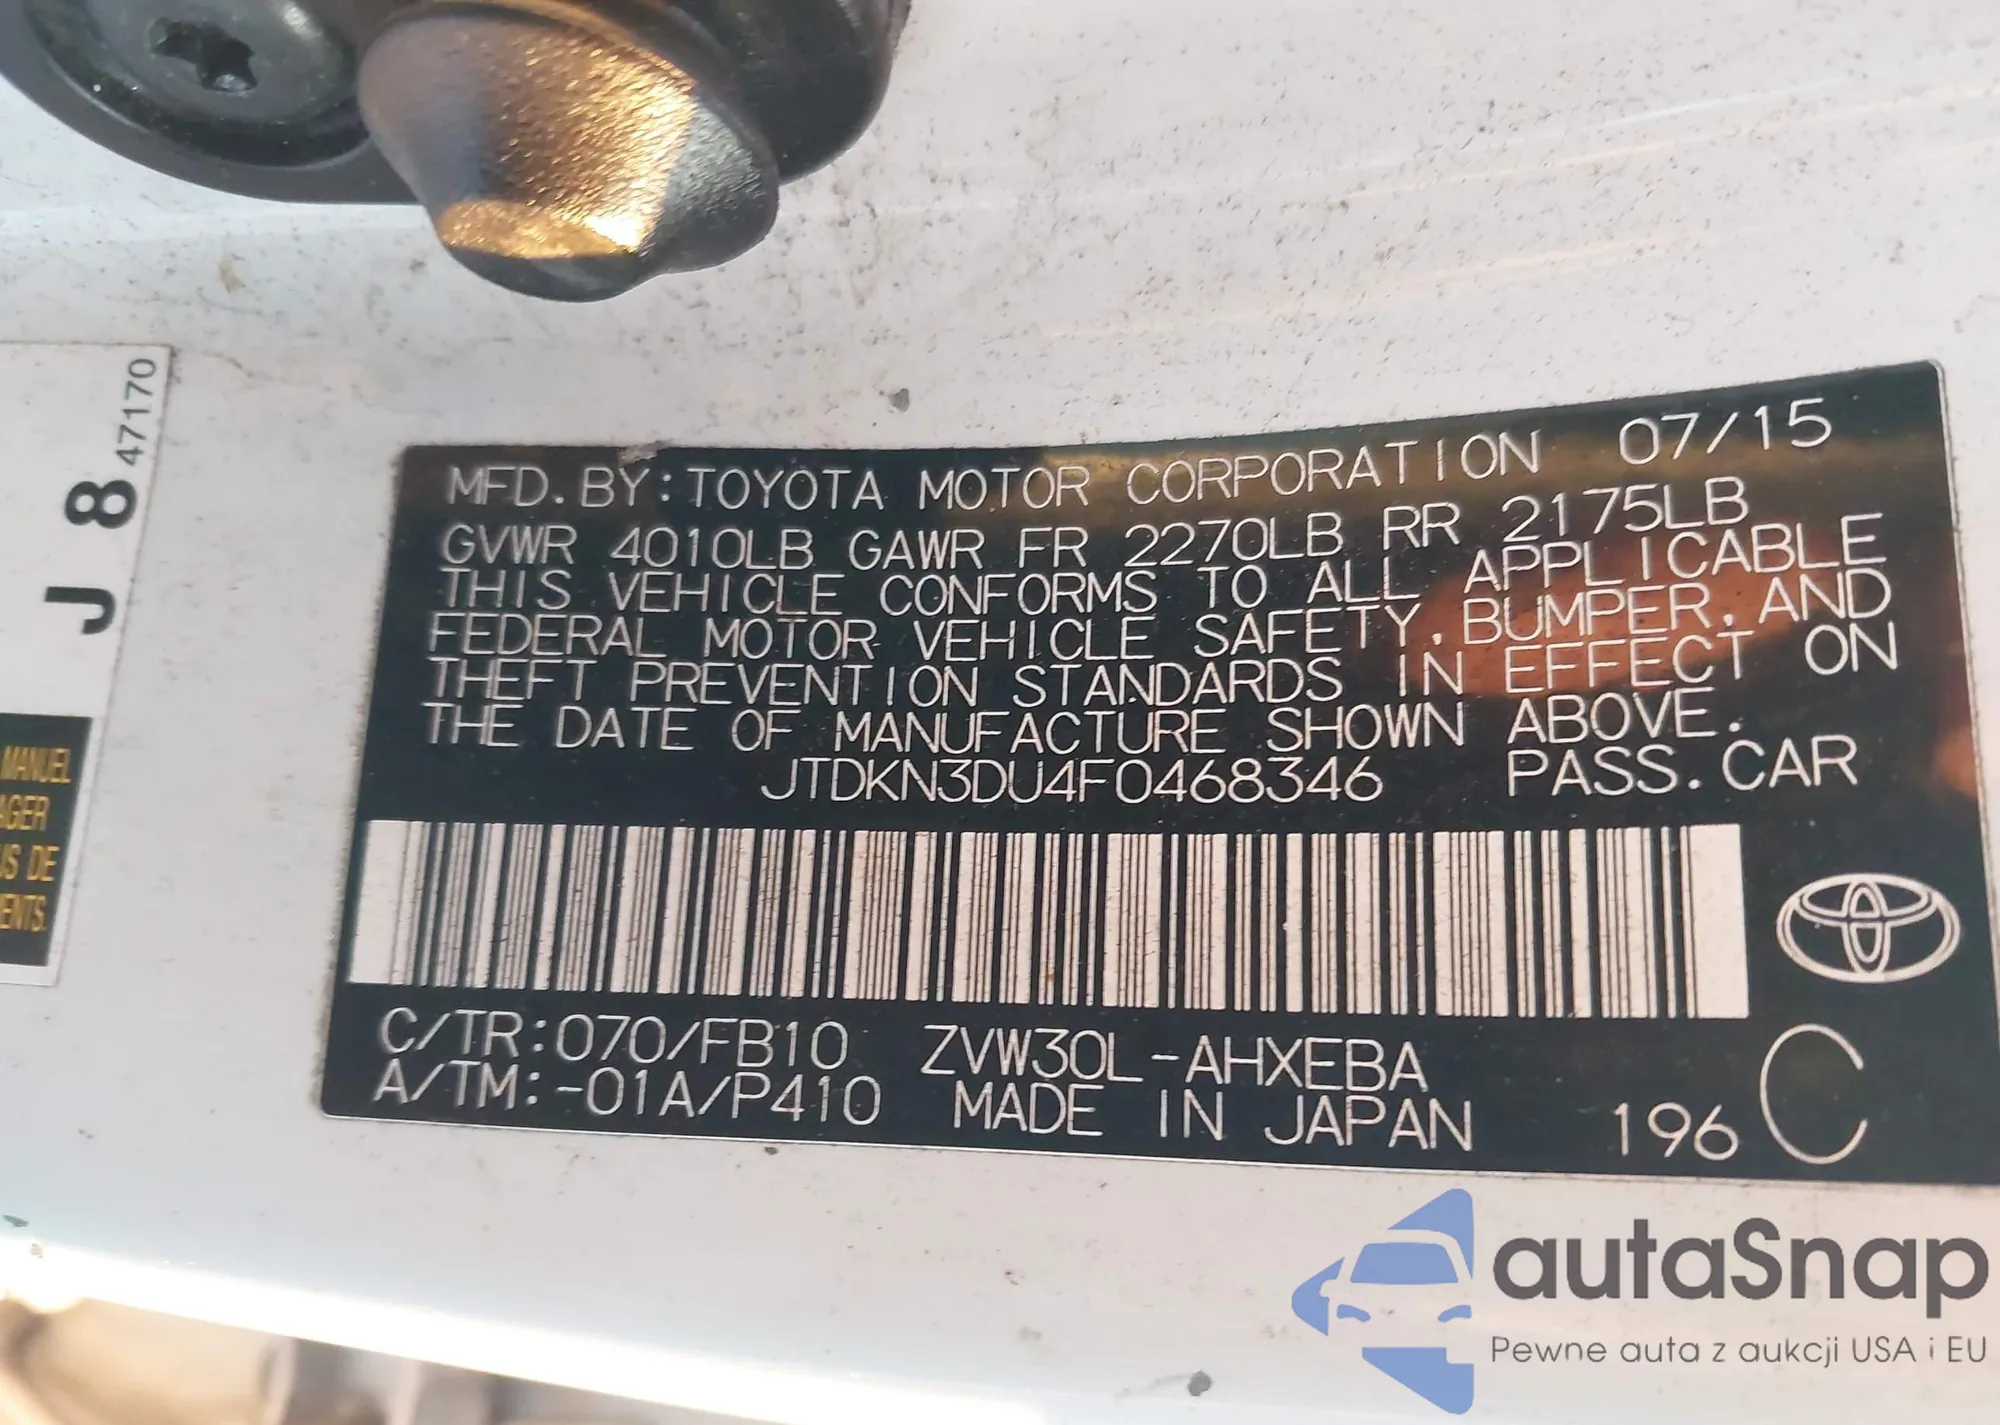 J 8 47170
MANUEL
AGER
US DE
MENTS.
MFD. BY: TOYOTA MOTOR CORPORATION 07/15
GVWR 4010LB GAWR FR 2270LB RR 2175LB
THIS VEHICLE CONFORMS TO ALL APPLICABLE
FEDERAL MOTOR VEHICLE SAFETY, BUMPER, AND
THEFT PREVENTION STANDARDS IN EFFECT ON
THE DATE OF MANUFACTURE SHOWN ABOVE.
JTDKN3DU4F0468346 PASS. CAR
C/TR: 070/FB10 ZVW30L-AHXEBA
A/TM: -01A/P410 MADE IN JAPAN 196 C
autaSnap
Pewne auta z aukcji USA i EU